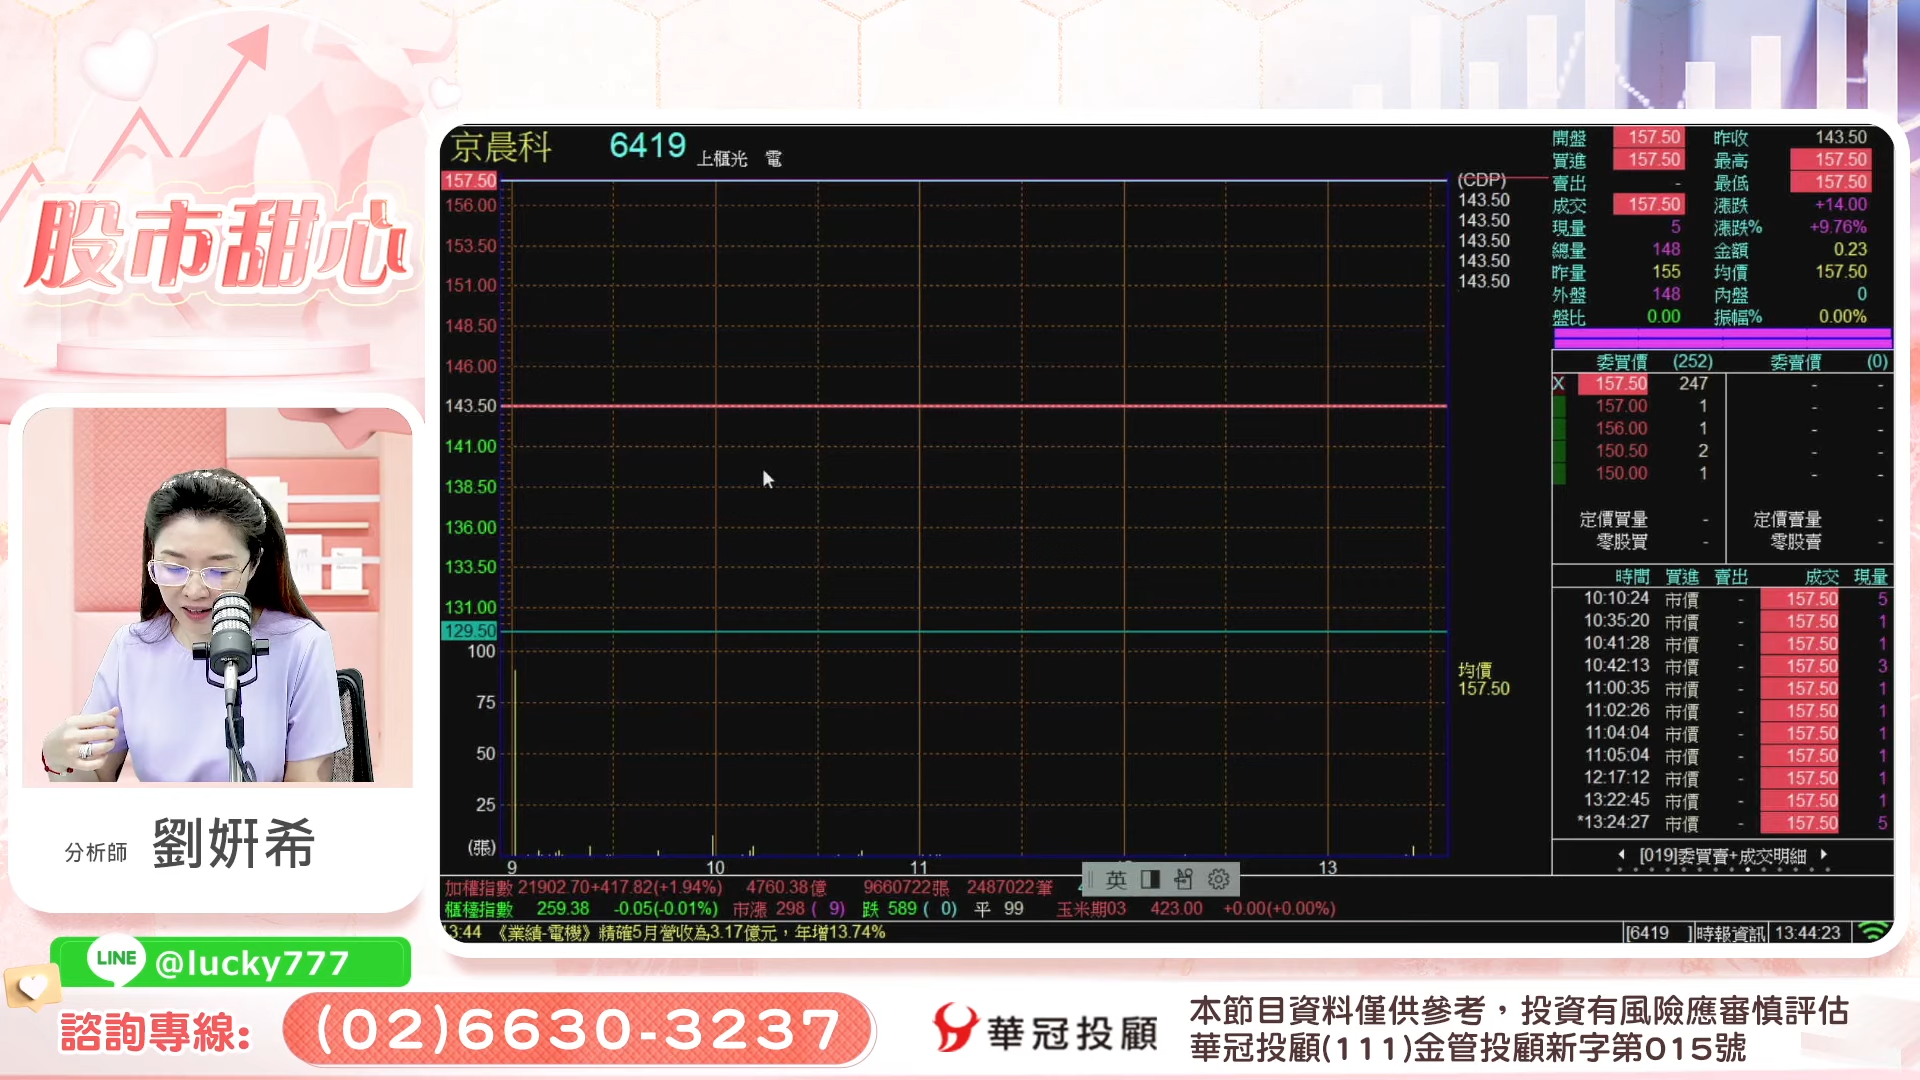 股市甜心
分析師 劉妍希
LINE @lucky777
諮詢專線: (02)6630-3237
華冠投顧
本節目資料僅供參考，投資有風險應審慎評估
華冠投顧(111)金管投顧新字第015號
京晨科 6419 上櫃光 電
157.50
156.00
153.50
151.00
148.50
146.00
143.50
141.00
138.50
136.00
133.50
131.00
129.50
100
75
50
25
(張)
9 10 11 13
(CDP)
143.50
143.50
143.50
143.50
143.50
均價
157.50
開盤 157.50 昨收 143.50
買進 157.50 最高 157.50
賣出 - 最低 157.50
成交 157.50 漲跌 +14.00
現量 5 漲跌% +9.76%
總量 148 金額 0.23
昨量 155 均價 157.50
外盤 148 內盤 0
盤比 0.00 振幅% 0.00%
委買價 (252) 委賣價 (0)
X 157.50 247 - -
157.00 1 - -
156.00 1 - -
150.50 2 - -
150.00 1 - -
定價買量 - 定價賣量 -
零股買 - 零股賣 -
時間 買進 賣出 成交 現量
10:10:24 市價 - 157.50 5
10:35:20 市價 - 157.50 1
10:41:28 市價 - 157.50 1
10:42:13 市價 - 157.50 3
11:00:35 市價 - 157.50 1
11:02:26 市價 - 157.50 1
11:04:04 市價 - 157.50 1
11:05:04 市價 - 157.50 1
12:17:12 市價 - 157.50 1
13:22:45 市價 - 157.50 1
*13:24:27 市價 - 157.50 5
[019]委買賣+成交明細
英
加權指數 21902.70+417.82(+1.94%) 4760.38億 9660722張 2487022筆
櫃檯指數 259.38 -0.05(-0.01%) 市漲 298 ( 9) 跌 589 ( 0) 平 99 玉米期03 423.00 +0.00(+0.00%)
13:44 《業績-電機》精確5月營收為3.17億元，年增13.74%
[6419 ]時報資訊 13:44:23